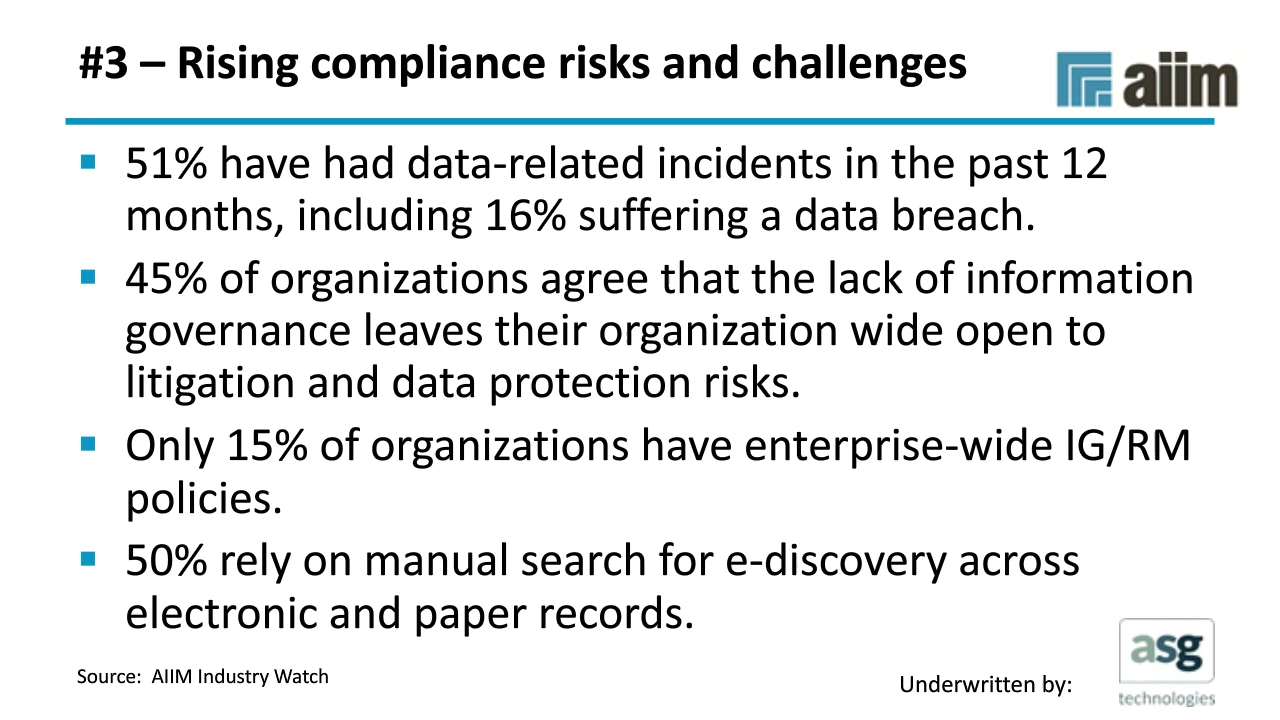 #3 – Rising compliance risks and challenges
aiim
▪ 51% have had data-related incidents in the past 12
months, including 16% suffering a data breach.
▪ 45% of organizations agree that the lack of information
governance leaves their organization wide open to
litigation and data protection risks.
▪ Only 15% of organizations have enterprise-wide IG/RM
policies.
▪ 50% rely on manual search for e-discovery across
electronic and paper records.
Source: AIIM Industry Watch
Underwritten by:
asg
technologies